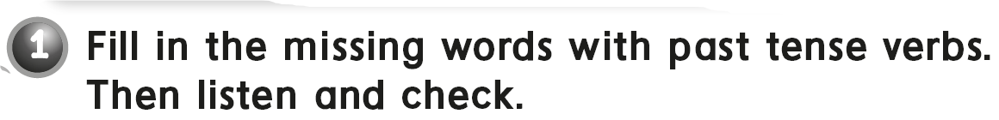 1 Fill in the missing words with past tense verbs.
Then listen and check.